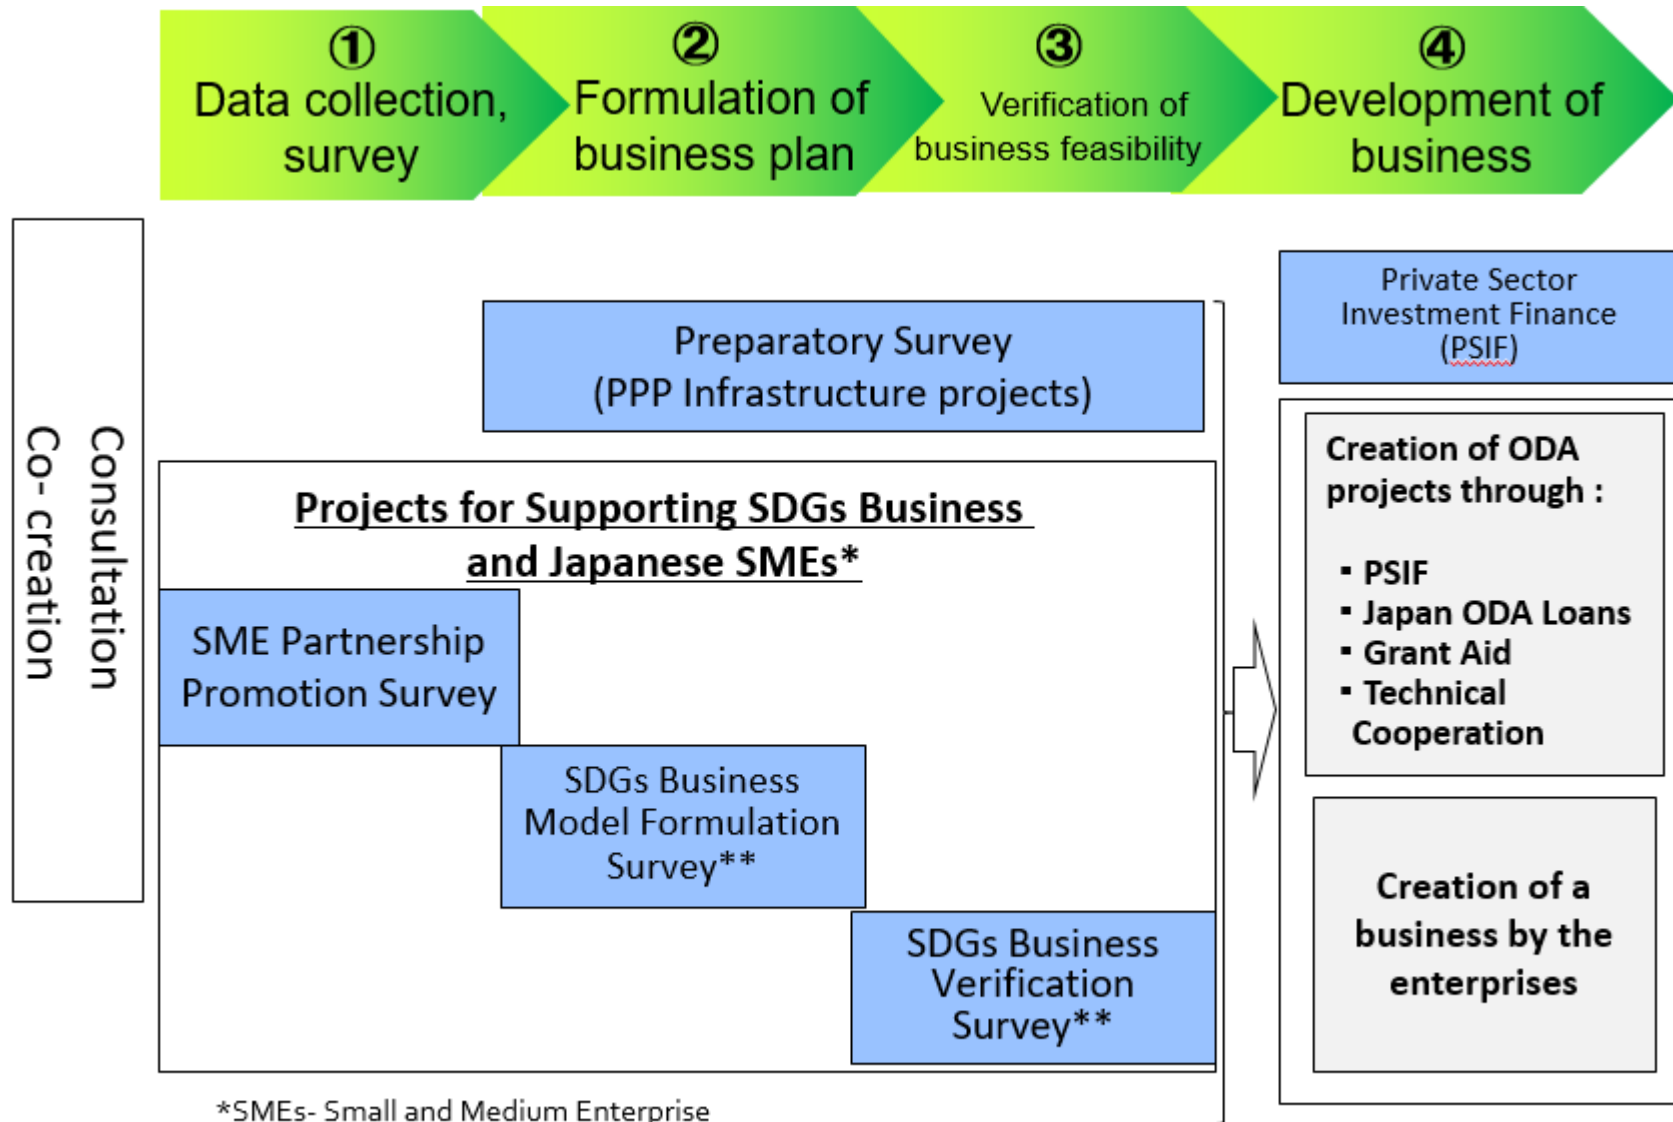 ①
Data collection,
survey
②
Formulation of
business plan
③
Verification of
business feasibility
④
Development of
business
Consultation
Co- creation
Preparatory Survey
(PPP Infrastructure projects)
Projects for Supporting SDGs Business
and Japanese SMEs*
SME Partnership
Promotion Survey
SDGs Business
Model Formulation
Survey**
SDGs Business
Verification
Survey**
*SMEs- Small and Medium Enterprise
Private Sector
Investment Finance
(PSIF)
Creation of ODA
projects through :
▪ PSIF
▪ Japan ODA Loans
▪ Grant Aid
▪ Technical
Cooperation
Creation of a
business by the
enterprises